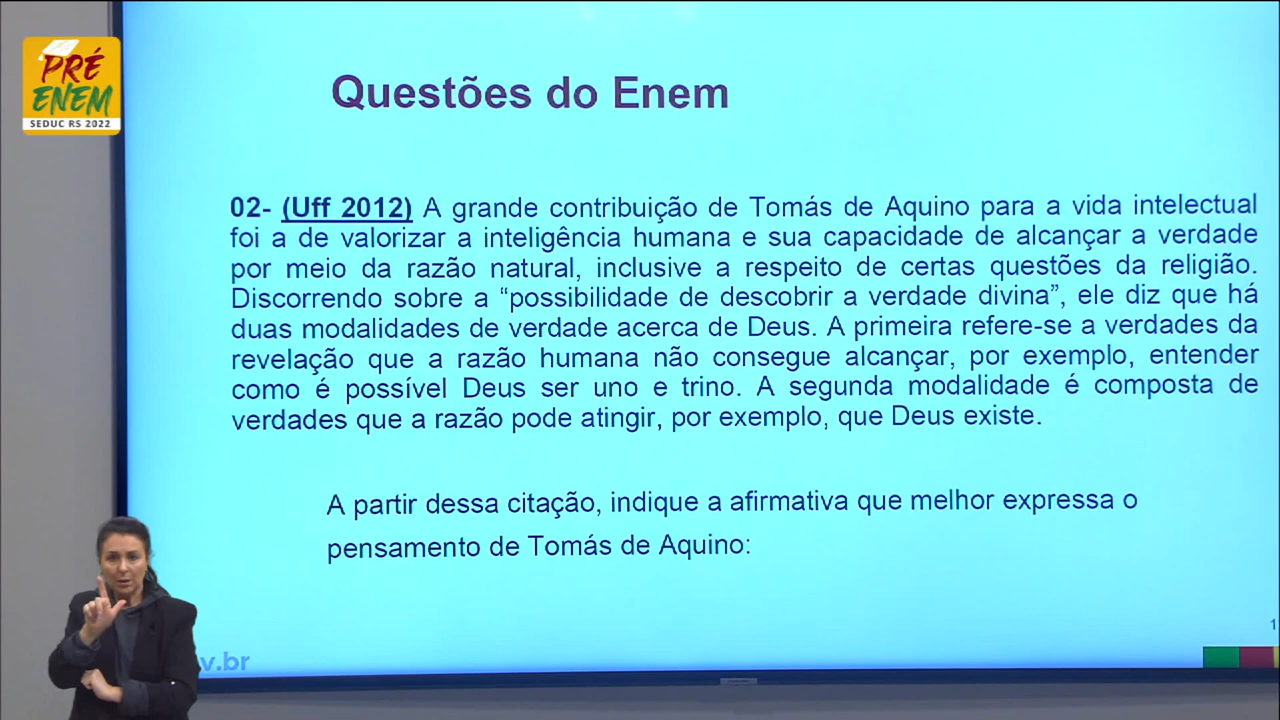 PRÉ
ENEM
SEDUC RS 2022
Questões do Enem
02- (Uff 2012) A grande contribuição de Tomás de Aquino para a vida intelectual
foi a de valorizar a inteligência humana e sua capacidade de alcançar a verdade
por meio da razão natural, inclusive a respeito de certas questões da religião.
Discorrendo sobre a “possibilidade de descobrir a verdade divina”, ele diz que há
duas modalidades de verdade acerca de Deus. A primeira refere-se a verdades da
revelação que a razão humana não consegue alcançar, por exemplo, entender
como é possível Deus ser uno e trino. A segunda modalidade é composta de
verdades que a razão pode atingir, por exemplo, que Deus existe.
A partir dessa citação, indique a afirmativa que melhor expressa o
pensamento de Tomás de Aquino:
1
v.br